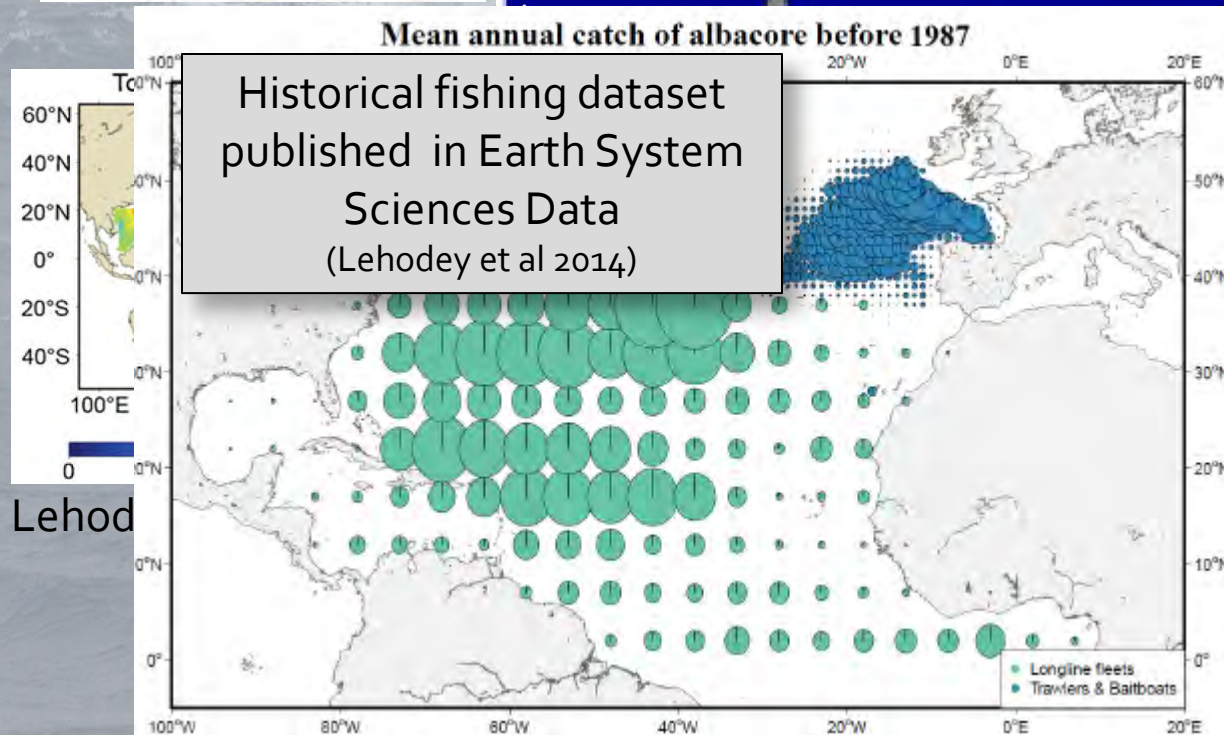 Mean annual catch of albacore before 1987
100°
20°W
0°E
20°E
Historical fishing dataset
published in Earth System
Sciences Data
(Lehodey et al 2014)
To
60°N
40°N
20°N
0°
20°S
40°S
100°E
0
Lehod
60°N
50°N
40°N
30°N
20°N
10°N
0°
0°
Longline fleets
Trawlers & Baitboats
100°W
80°W
60°W
40°W
20°W
0°E
20°E